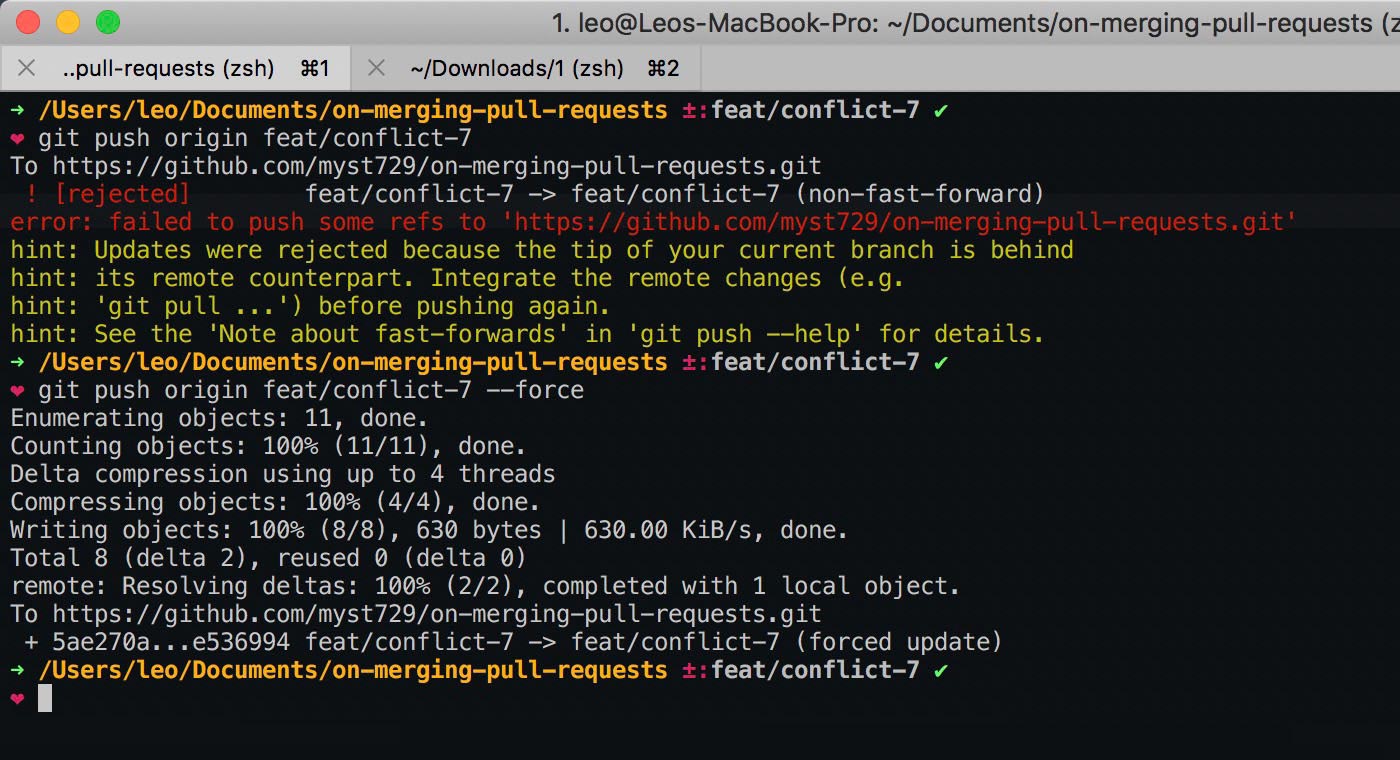 1. leo@Leos-MacBook-Pro: ~/Documents/on-merging-pull-requests (z
..pull-requests (zsh) ⌘1 ~/Downloads/1 (zsh) ⌘2
➜ /Users/leo/Documents/on-merging-pull-requests ±:feat/conflict-7 ✔
❤ git push origin feat/conflict-7
To https://github.com/myst729/on-merging-pull-requests.git
 ! [rejected]        feat/conflict-7 -> feat/conflict-7 (non-fast-forward)
error: failed to push some refs to 'https://github.com/myst729/on-merging-pull-requests.git'
hint: Updates were rejected because the tip of your current branch is behind
hint: its remote counterpart. Integrate the remote changes (e.g.
hint: 'git pull ...') before pushing again.
hint: See the 'Note about fast-forwards' in 'git push --help' for details.
➜ /Users/leo/Documents/on-merging-pull-requests ±:feat/conflict-7 ✔
❤ git push origin feat/conflict-7 --force
Enumerating objects: 11, done.
Counting objects: 100% (11/11), done.
Delta compression using up to 4 threads
Compressing objects: 100% (4/4), done.
Writing objects: 100% (8/8), 630 bytes | 630.00 KiB/s, done.
Total 8 (delta 2), reused 0 (delta 0)
remote: Resolving deltas: 100% (2/2), completed with 1 local object.
To https://github.com/myst729/on-merging-pull-requests.git
 + 5ae270a...e536994 feat/conflict-7 -> feat/conflict-7 (forced update)
➜ /Users/leo/Documents/on-merging-pull-requests ±:feat/conflict-7 ✔
❤